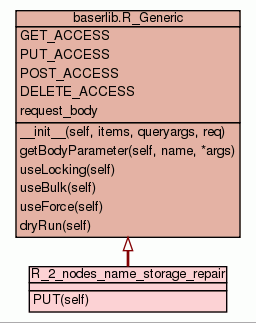 baserlib.R_Generic
GET_ACCESS
PUT_ACCESS
POST_ACCESS
DELETE_ACCESS
request_body
__init__(self, items, queryargs, req)
getBodyParameter(self, name, *args)
useLocking(self)
useBulk(self)
useForce(self)
dryRun(self)
R_2_nodes_name_storage_repair
PUT(self)